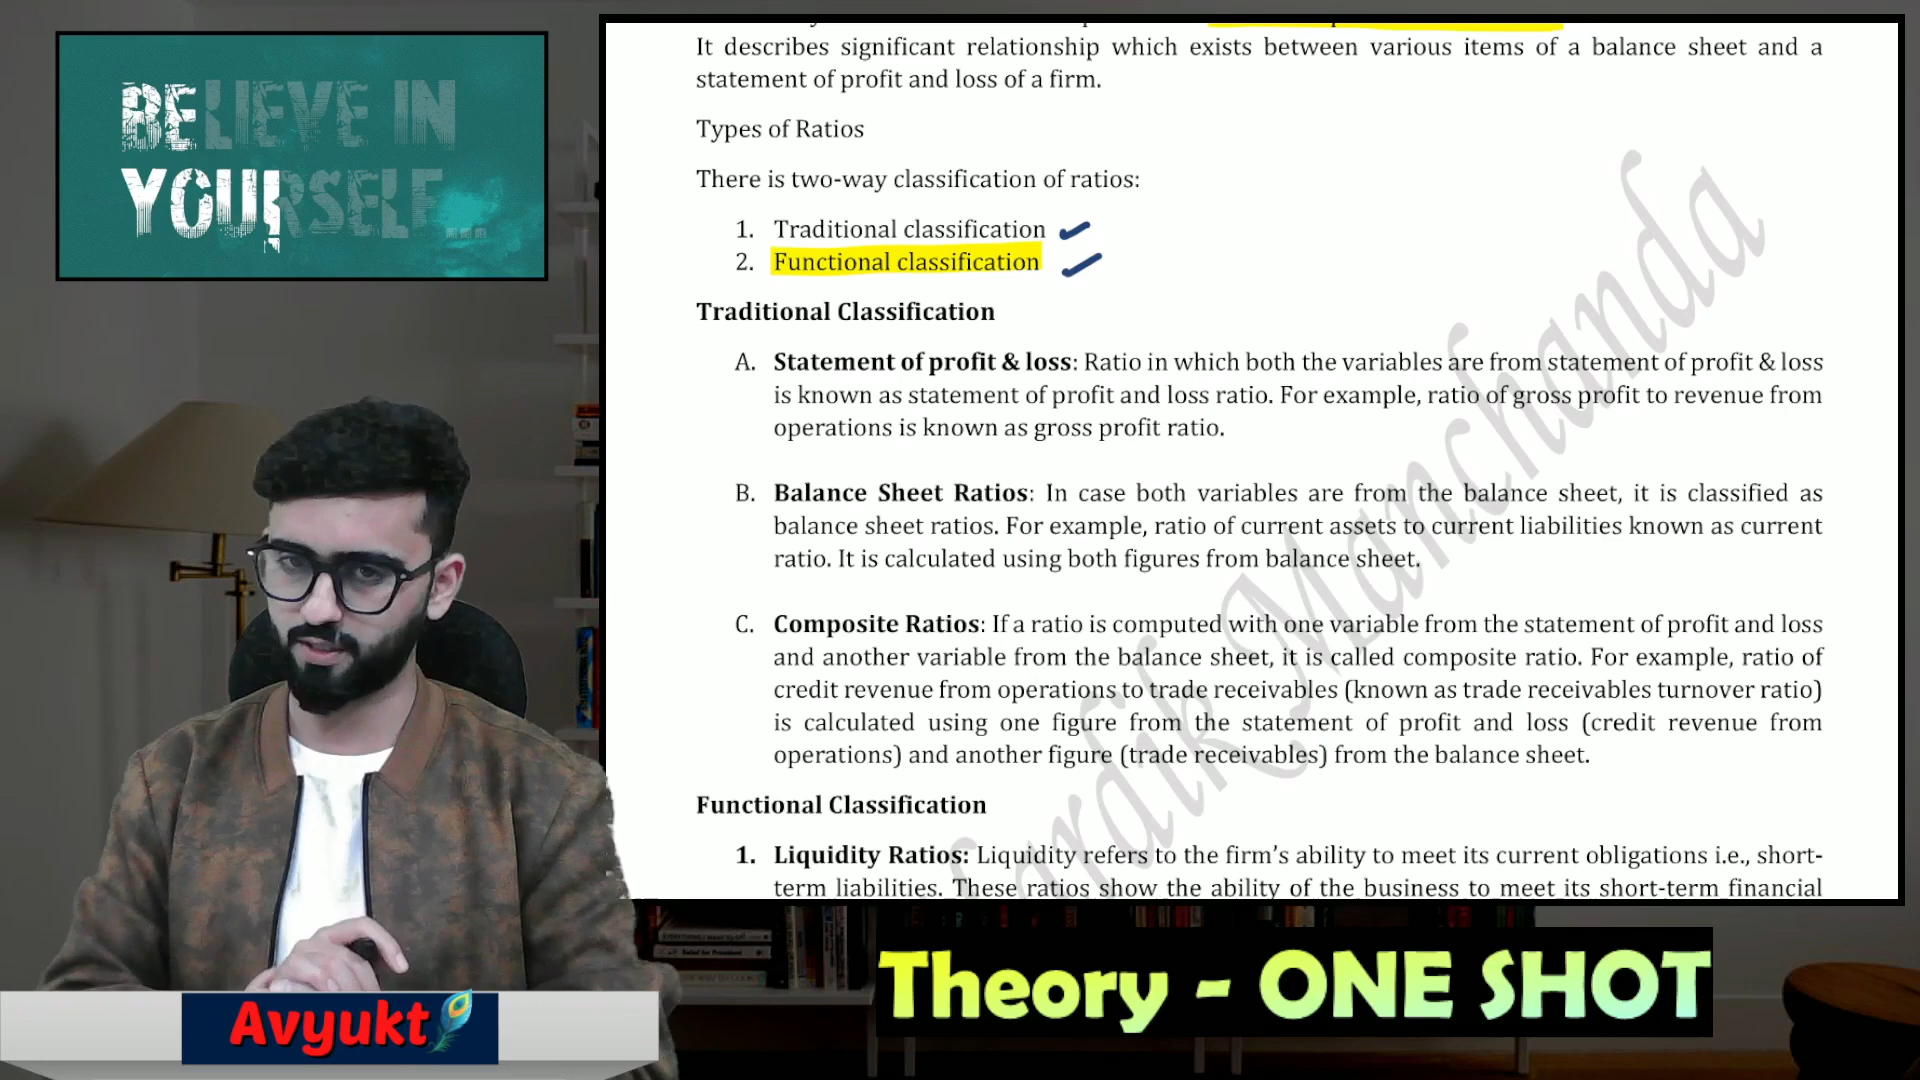 BELIEVE IN
YOURSELF...
It describes significant relationship which exists between various items of a balance sheet and a
statement of profit and loss of a firm.
Types of Ratios
There is two-way classification of ratios:
1. Traditional classification
2. Functional classification
Traditional Classification
A. Statement of profit & loss: Ratio in which both the variables are from statement of profit & loss
is known as statement of profit and loss ratio. For example, ratio of gross profit to revenue from
operations is known as gross profit ratio.
B. Balance Sheet Ratios: In case both variables are from the balance sheet, it is classified as
balance sheet ratios. For example, ratio of current assets to current liabilities known as current
ratio. It is calculated using both figures from balance sheet.
C. Composite Ratios: If a ratio is computed with one variable from the statement of profit and loss
and another variable from the balance sheet, it is called composite ratio. For example, ratio of
credit revenue from operations to trade receivables (known as trade receivables turnover ratio)
is calculated using one figure from the statement of profit and loss (credit revenue from
operations) and another figure (trade receivables) from the balance sheet.
Functional Classification
1. Liquidity Ratios: Liquidity refers to the firm's ability to meet its current obligations i.e., short-
term liabilities. These ratios show the ability of the business to meet its short-term financial
Manchanda
Theory - ONE SHOT
Avyukt